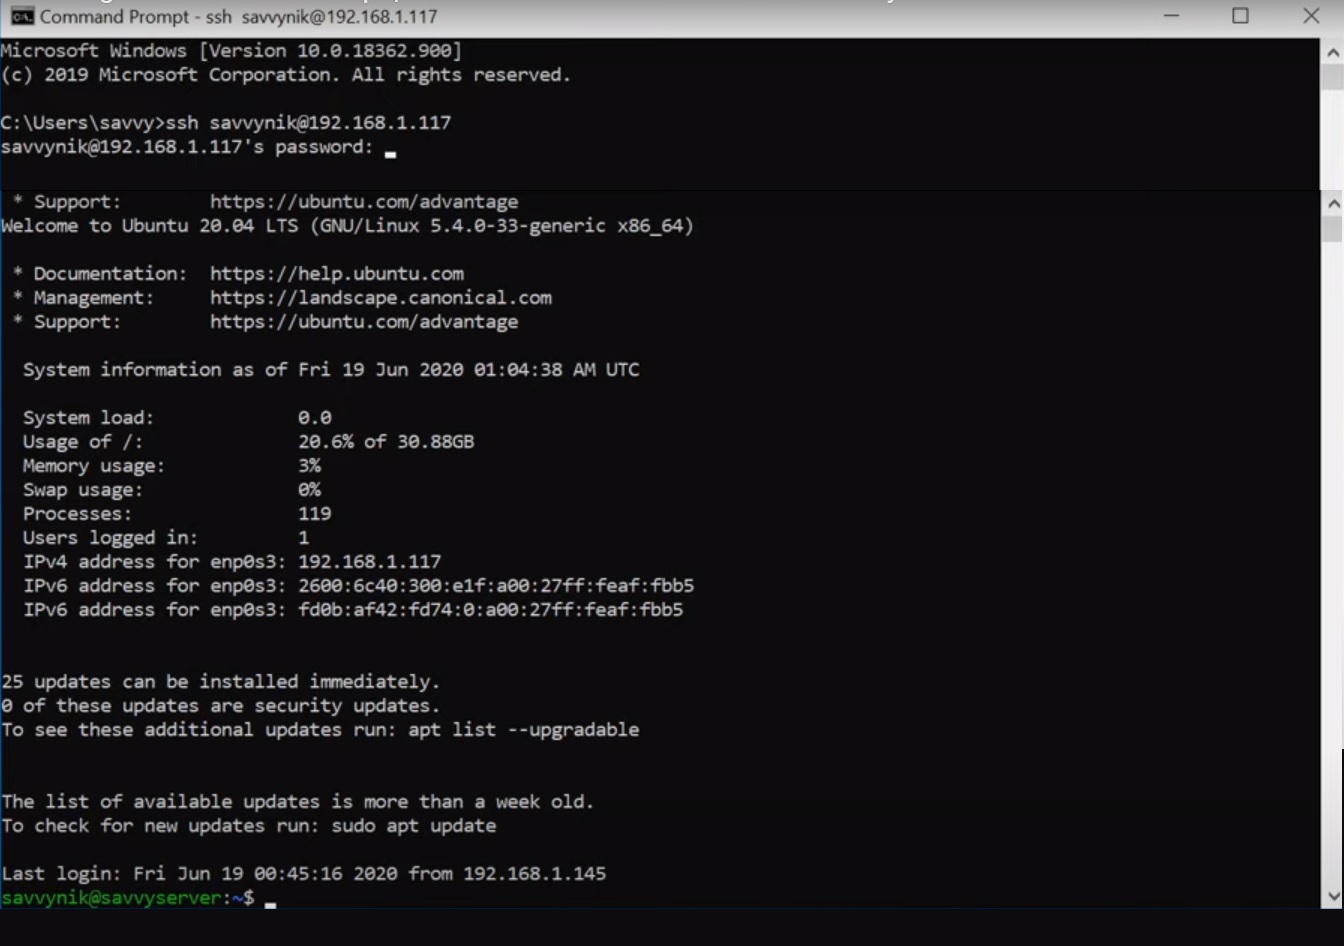 Command Prompt - ssh  savvynik@192.168.1.117
Microsoft Windows [Version 10.0.18362.900]
(c) 2019 Microsoft Corporation. All rights reserved.
C:\Users\savvy>ssh savvynik@192.168.1.117
savvynik@192.168.1.117's password:
 * Support:        https://ubuntu.com/advantage
Welcome to Ubuntu 20.04 LTS (GNU/Linux 5.4.0-33-generic x86_64)
 * Documentation:  https://help.ubuntu.com
 * Management:     https://landscape.canonical.com
 * Support:        https://ubuntu.com/advantage
  System information as of Fri 19 Jun 2020 01:04:38 AM UTC
  System load:             0.0
  Usage of /:              20.6% of 30.88GB
  Memory usage:            3%
  Swap usage:              0%
  Processes:               119
  Users logged in:         1
  IPv4 address for enp0s3: 192.168.1.117
  IPv6 address for enp0s3: 2600:6c40:300:e1f:a00:27ff:feaf:fbb5
  IPv6 address for enp0s3: fd0b:af42:fd74:0:a00:27ff:feaf:fbb5
25 updates can be installed immediately.
0 of these updates are security updates.
To see these additional updates run: apt list --upgradable
The list of available updates is more than a week old.
To check for new updates run: sudo apt update
Last login: Fri Jun 19 00:45:16 2020 from 192.168.1.145
savvynik@savvyserver:~$